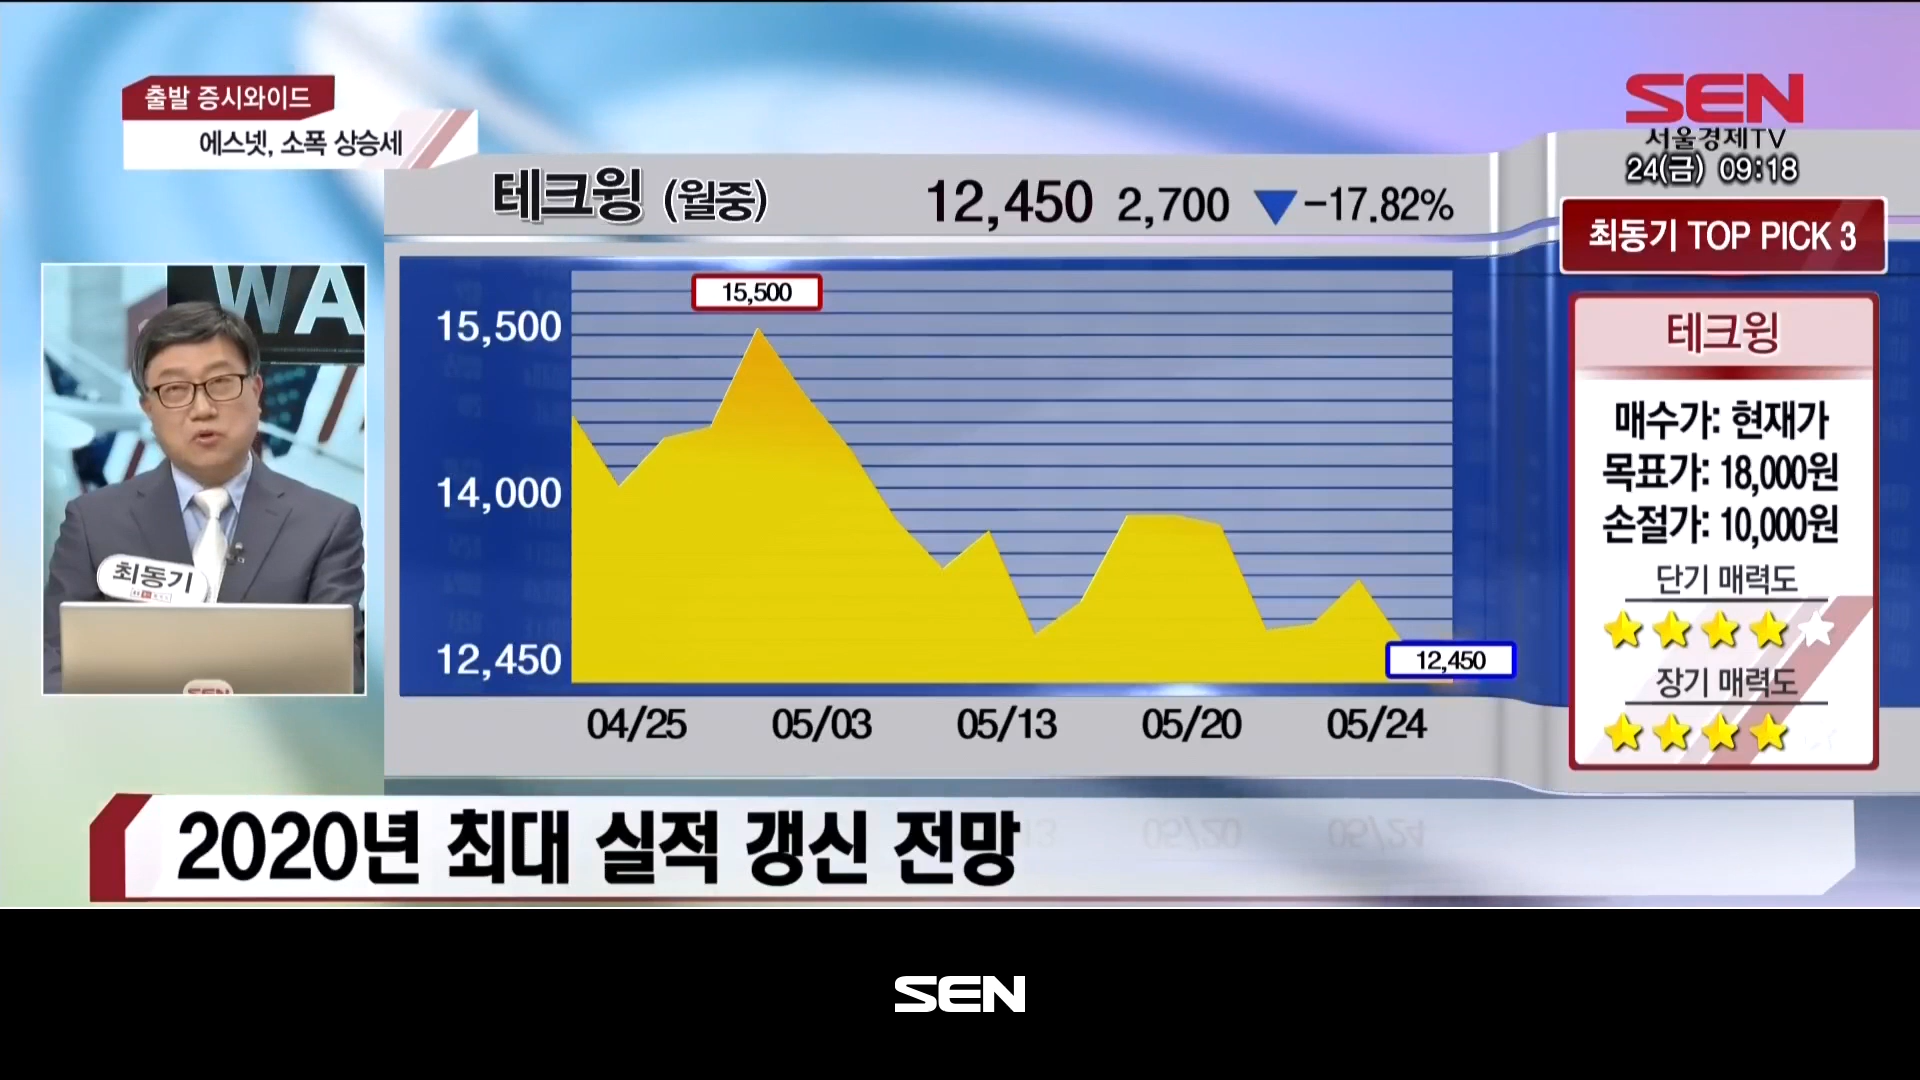 출발 증시와이드
에스넷, 소폭 상승세
SEN
서울경제TV
24(금) 09:18
테크윙 (월중) 12,450 2,700 ▼-17.82%
최동기 TOP PICK 3
WA
15,500
15,500
14,000
12,450
12,450
04/25 05/03 05/13 05/20 05/24
테크윙
매수가: 현재가
목표가: 18,000원
손절가: 10,000원
단기 매력도
장기 매력도
최동기
SEN
2020년 최대 실적 갱신 전망
SEN